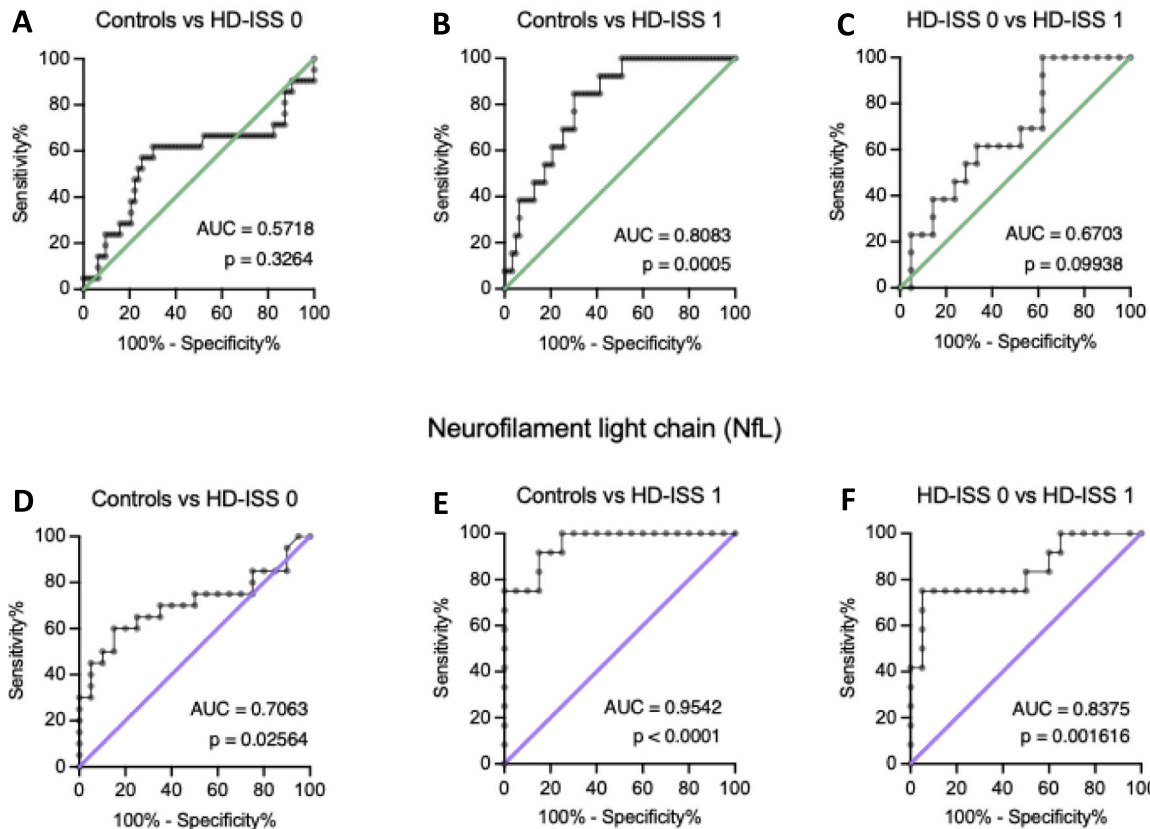 A Controls vs HD-ISS 0
100
80
60
40
20
0
Sensitivity%
AUC = 0.5718
p = 0.3264
0 20 40 60 80 100
100% - Specificity%
B Controls vs HD-ISS 1
100
80
60
40
20
0
Sensitivity%
AUC = 0.8083
p = 0.0005
0 20 40 60 80 100
100% - Specificity%
C HD-ISS 0 vs HD-ISS 1
100
80
60
40
20
0
Sensitivity%
AUC = 0.6703
p = 0.09938
0 20 40 60 80 100
100% - Specificity%
Neurofilament light chain (NfL)
D Controls vs HD-ISS 0
100
80
60
40
20
0
Sensitivity%
AUC = 0.7063
p = 0.02564
0 20 40 60 80 100
100% - Specificity%
E Controls vs HD-ISS 1
100
80
60
40
20
0
Sensitivity%
AUC = 0.9542
p < 0.0001
0 20 40 60 80 100
100% - Specificity%
F HD-ISS 0 vs HD-ISS 1
100
80
60
40
20
0
Sensitivity%
AUC = 0.8375
p = 0.001616
0 20 40 60 80 100
100% - Specificity%